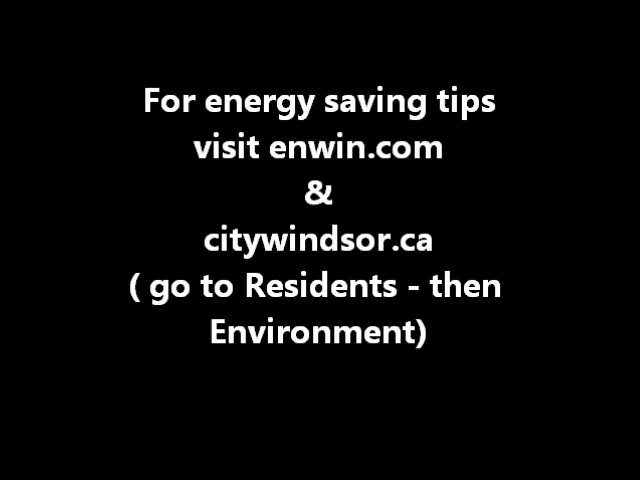 For energy saving tips
visit enwin.com
&
citywindsor.ca
( go to Residents - then
Environment)